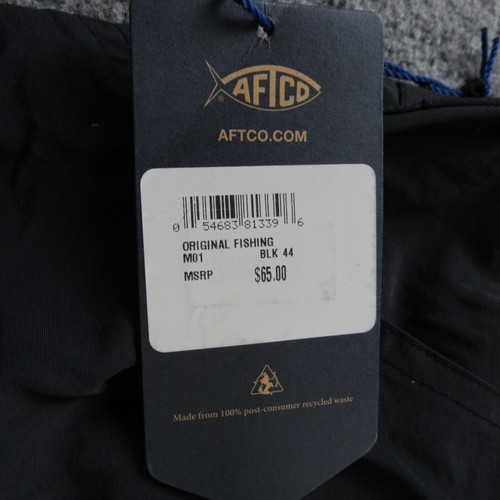 AFTCO
AFTCO.COM
0 54683 81339 6
ORIGINAL FISHING
M01 BLK 44
MSRP $65.00
Made from 100% post-consumer recycled waste